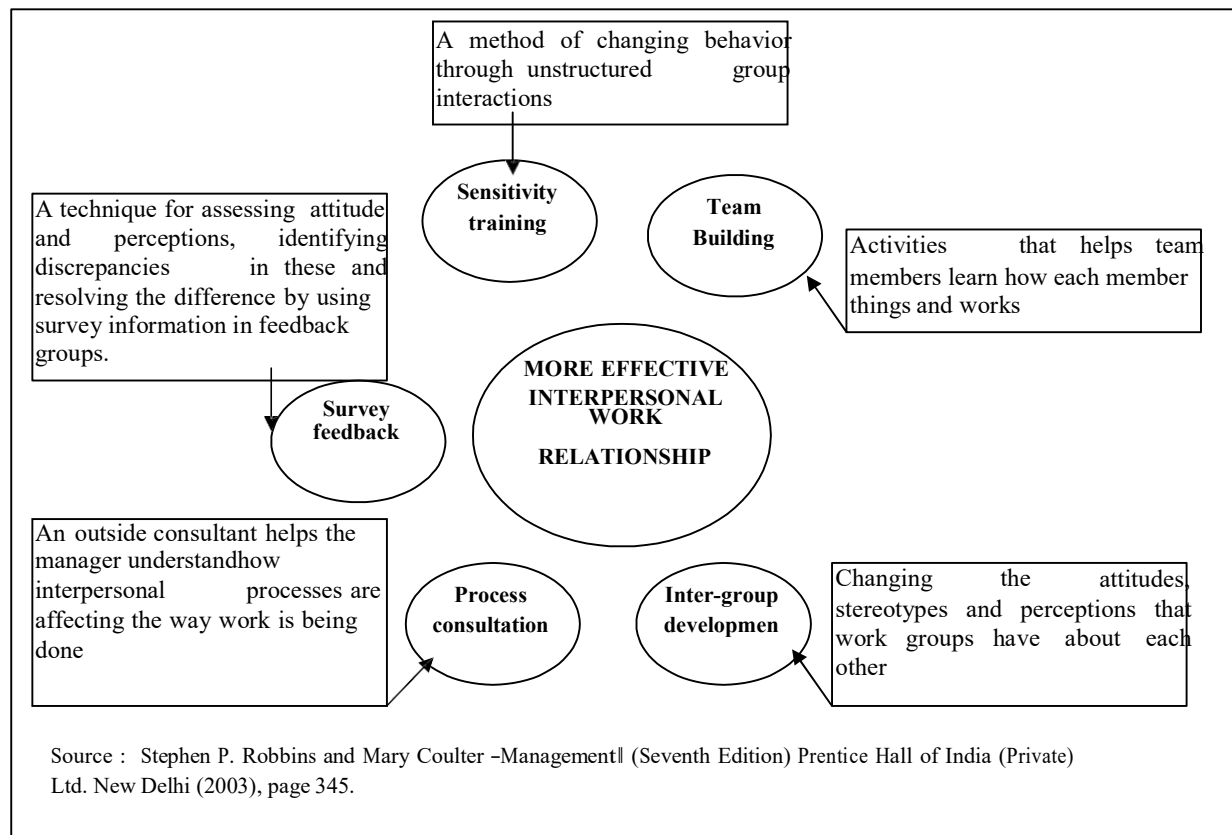 A method of changing behavior
through unstructured group
interactions
Sensitivity
training
Team
Building
A technique for assessing attitude
and perceptions, identifying
discrepancies in these and
resolving the difference by using
survey information in feedback
groups.
Activities that helps team
members learn how each member
things and works
MORE EFFECTIVE
INTERPERSONAL
WORK
RELATIONSHIP
Survey
feedback
An outside consultant helps the
manager understandhow
interpersonal processes are
affecting the way work is being
done
Process
consultation
Inter-group
developmen
Changing the attitudes,
stereotypes and perceptions that
work groups have about each
other
Source : Stephen P. Robbins and Mary Coulter –Management‖ (Seventh Edition) Prentice Hall of India (Private)
Ltd. New Delhi (2003), page 345.